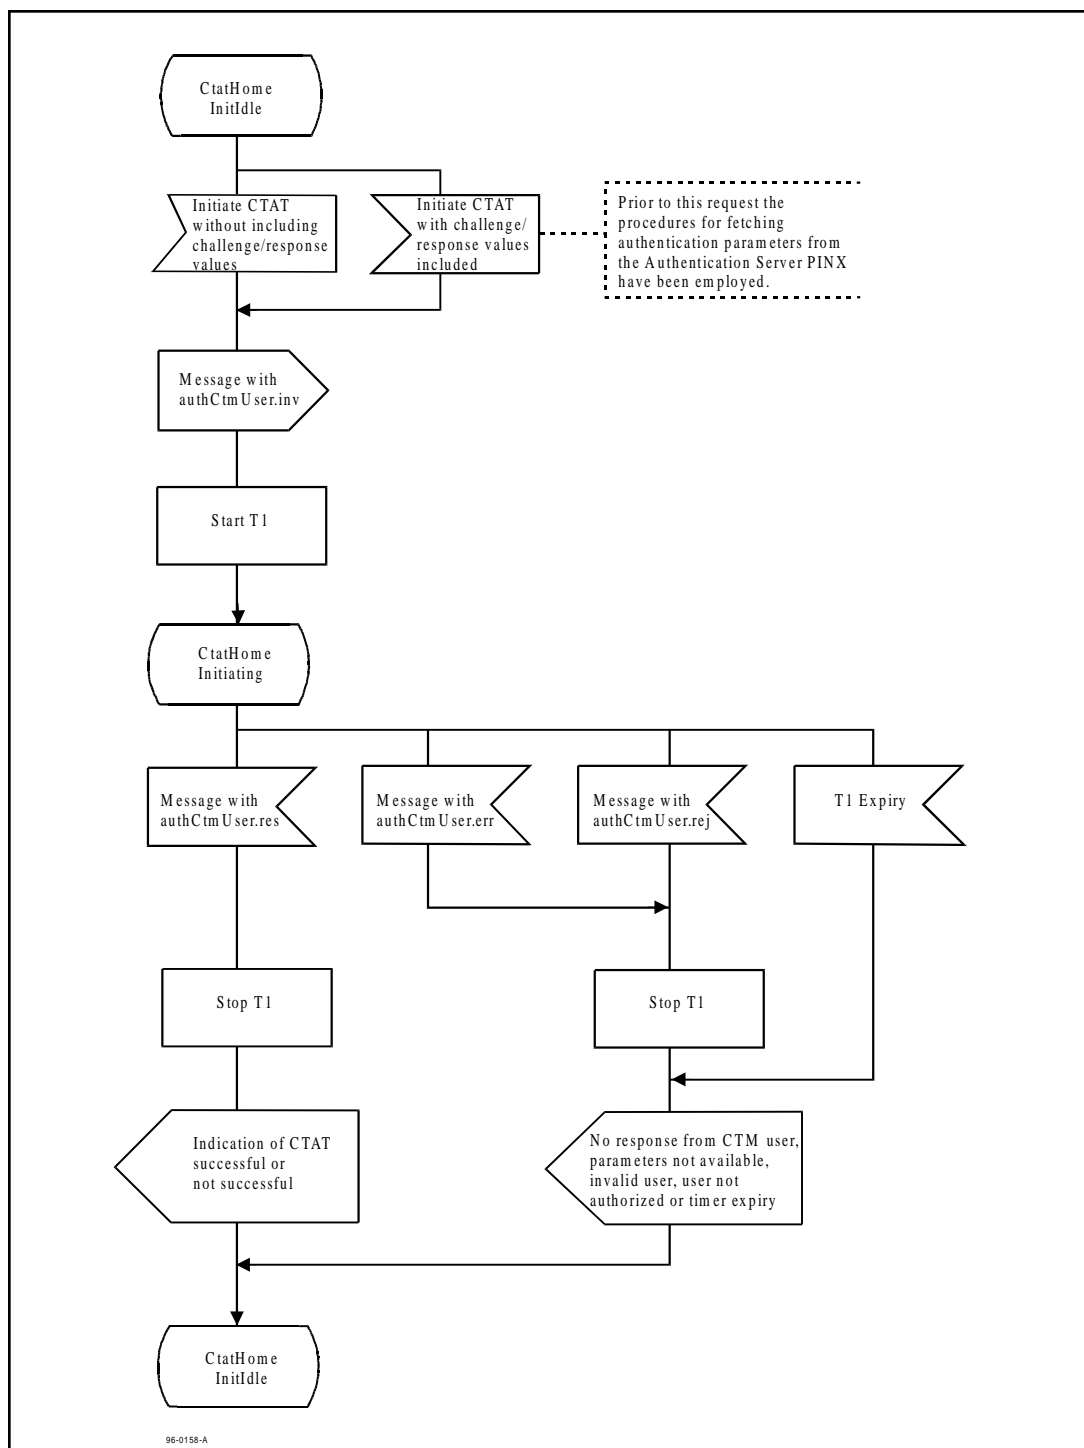 CtatHome
InitIdle
Initiate CTAT
without including
challenge/response
values
Initiate CTAT
with challenge/
response values
included
Prior to this request the
procedures for fetching
authentication parameters from
the Authentication Server PINX
have been employed.
Message with
authCtmUser.inv
Start T1
CtatHome
Initiating
Message with
authCtmUser.res
Message with
authCtmUser.err
Message with
authCtmUser.rej
T1 Expiry
Stop T1
Stop T1
Indication of CTAT
successful or
not successful
No response from CTM user,
parameters not available,
invalid user, user not
authorized or timer expiry
CtatHome
InitIdle
96-0158-A